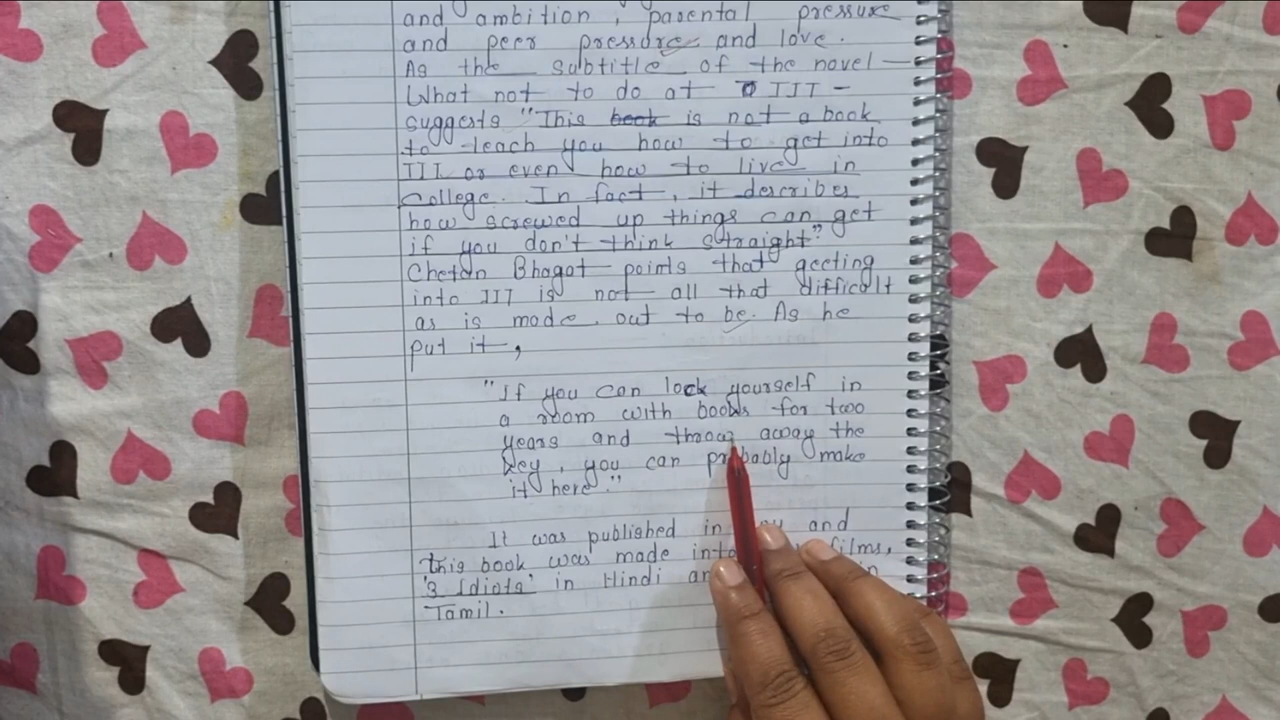 and ambition, parental pressure
and peer pressure and love.
As the subtitle of the novel —
What not to do at IIT -
suggests "This book is not a book
to teach you how to get into
IIT or even how to live in
College. In fact, it describes
how screwed up things can get
if you don't think straight"
Chetan Bhagat points that geeting
into IIT is not all that difficult
as is made out to be. As he
put it,
"If you can lock yourself in
a room with books for two
years and throw away the
key, you can probably make
it here."
It was published in and
this book was made into films,
'3 Idiots' in Hindi in
Tamil.